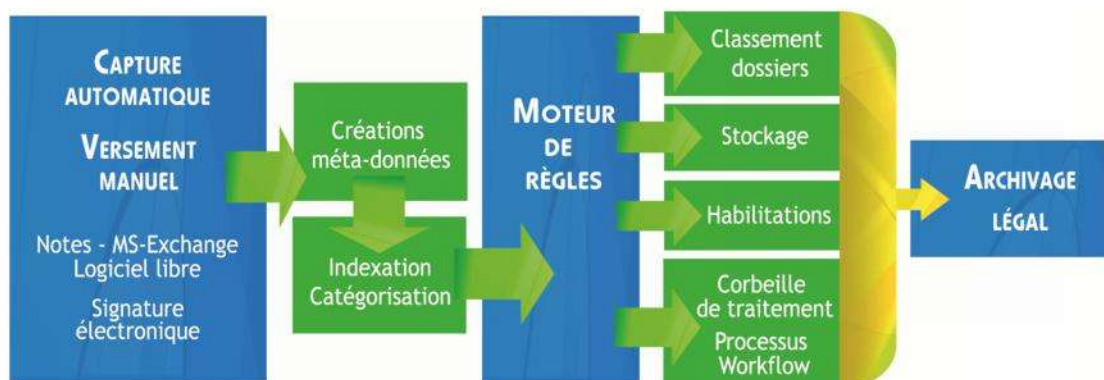 CAPTURE
AUTOMATIQUE
VERSEMENT
MANUEL
Notes - MS-Exchange
Logiciel libre
Signature
électronique
Créations
méta-données
Indexation
Catégorisation
MOTEUR
DE
RÈGLES
Classement
dossiers
Stockage
Habilitations
Corbeille
de traitement
Processus
Workflow
ARCHIVAGE
LÉGAL